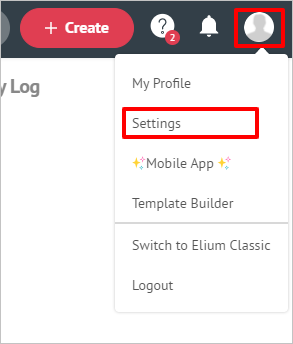 + Create
?
2
y Log
My Profile
Settings
✨Mobile App ✨
Template Builder
Switch to Elium Classic
Logout